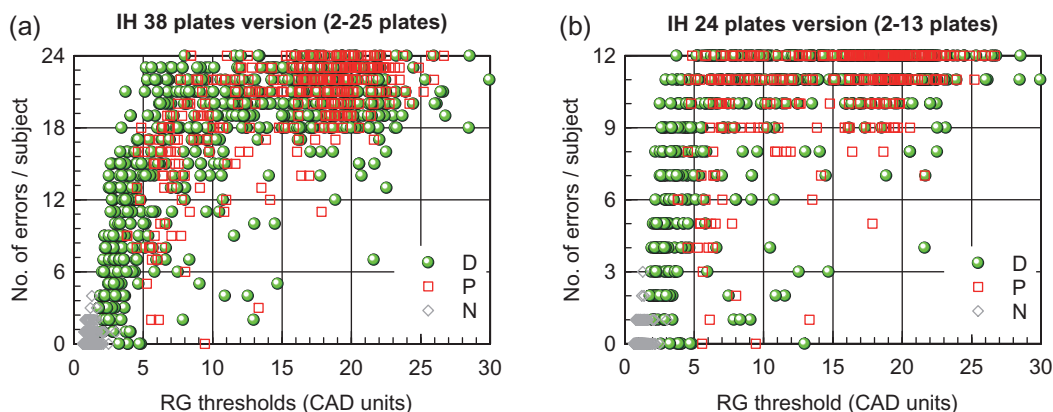 (a) IH 38 plates version (2-25 plates)
No. of errors / subject
24
18
12
6
0
D
P
N
0 5 10 15 20 25 30
RG thresholds (CAD units)
(b) IH 24 plates version (2-13 plates)
No. of errors / subject
12
9
6
3
0
D
P
N
0 5 10 15 20 25 30
RG threshold (CAD units)